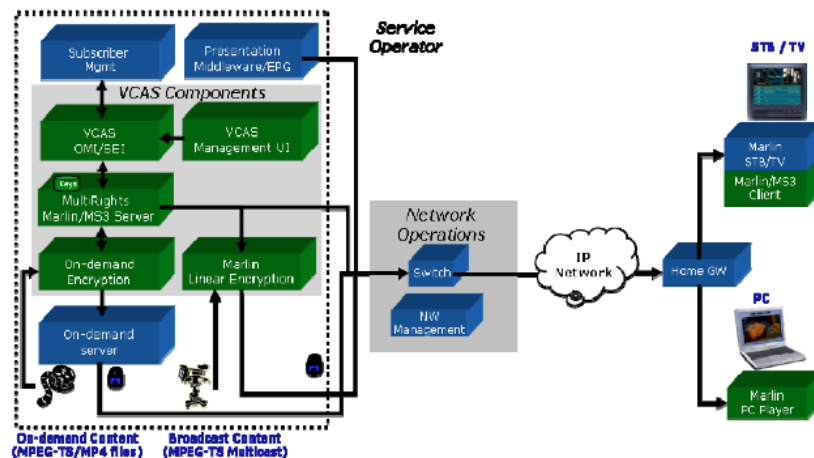 Service
Operator
Subscriber
Mgmt
Presentation
Middleware/EPG
VCAS Components
VCAS
OMI/SEI
VCAS
Management UI
Keys
MultiRights
Marlin/MS3 Server
On-demand
Encryption
Marlin
Linear Encryption
On-demand
server
On-demand Content
(MPEG-TS/MP4 files)
Broadcast Content
(MPEG-TS Multicast)
Network
Operations
Switch
NW
Management
IP
Network
Home GW
STB / TV
Marlin
STB/TV
Marlin/MS3
Client
PC
Marlin
PC Player